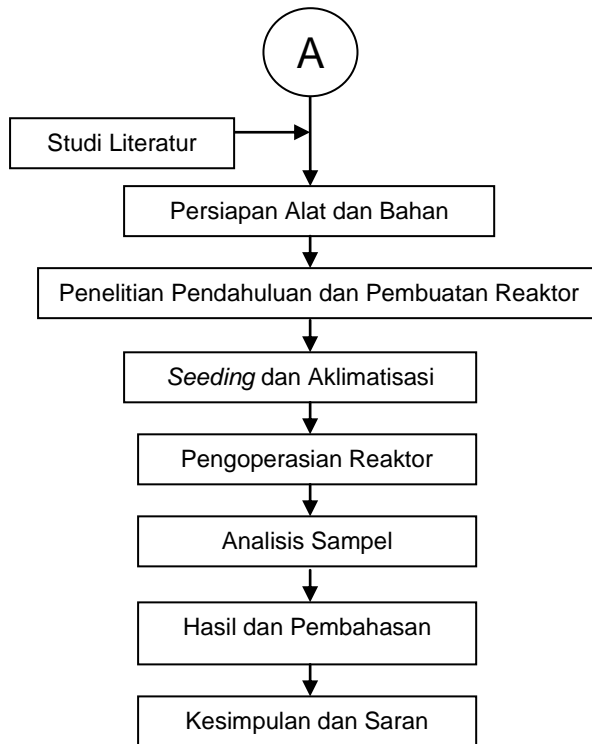 A
Studi Literatur
Persiapan Alat dan Bahan
Penelitian Pendahuluan dan Pembuatan Reaktor
Seeding dan Aklimatisasi
Pengoperasian Reaktor
Analisis Sampel
Hasil dan Pembahasan
Kesimpulan dan Saran